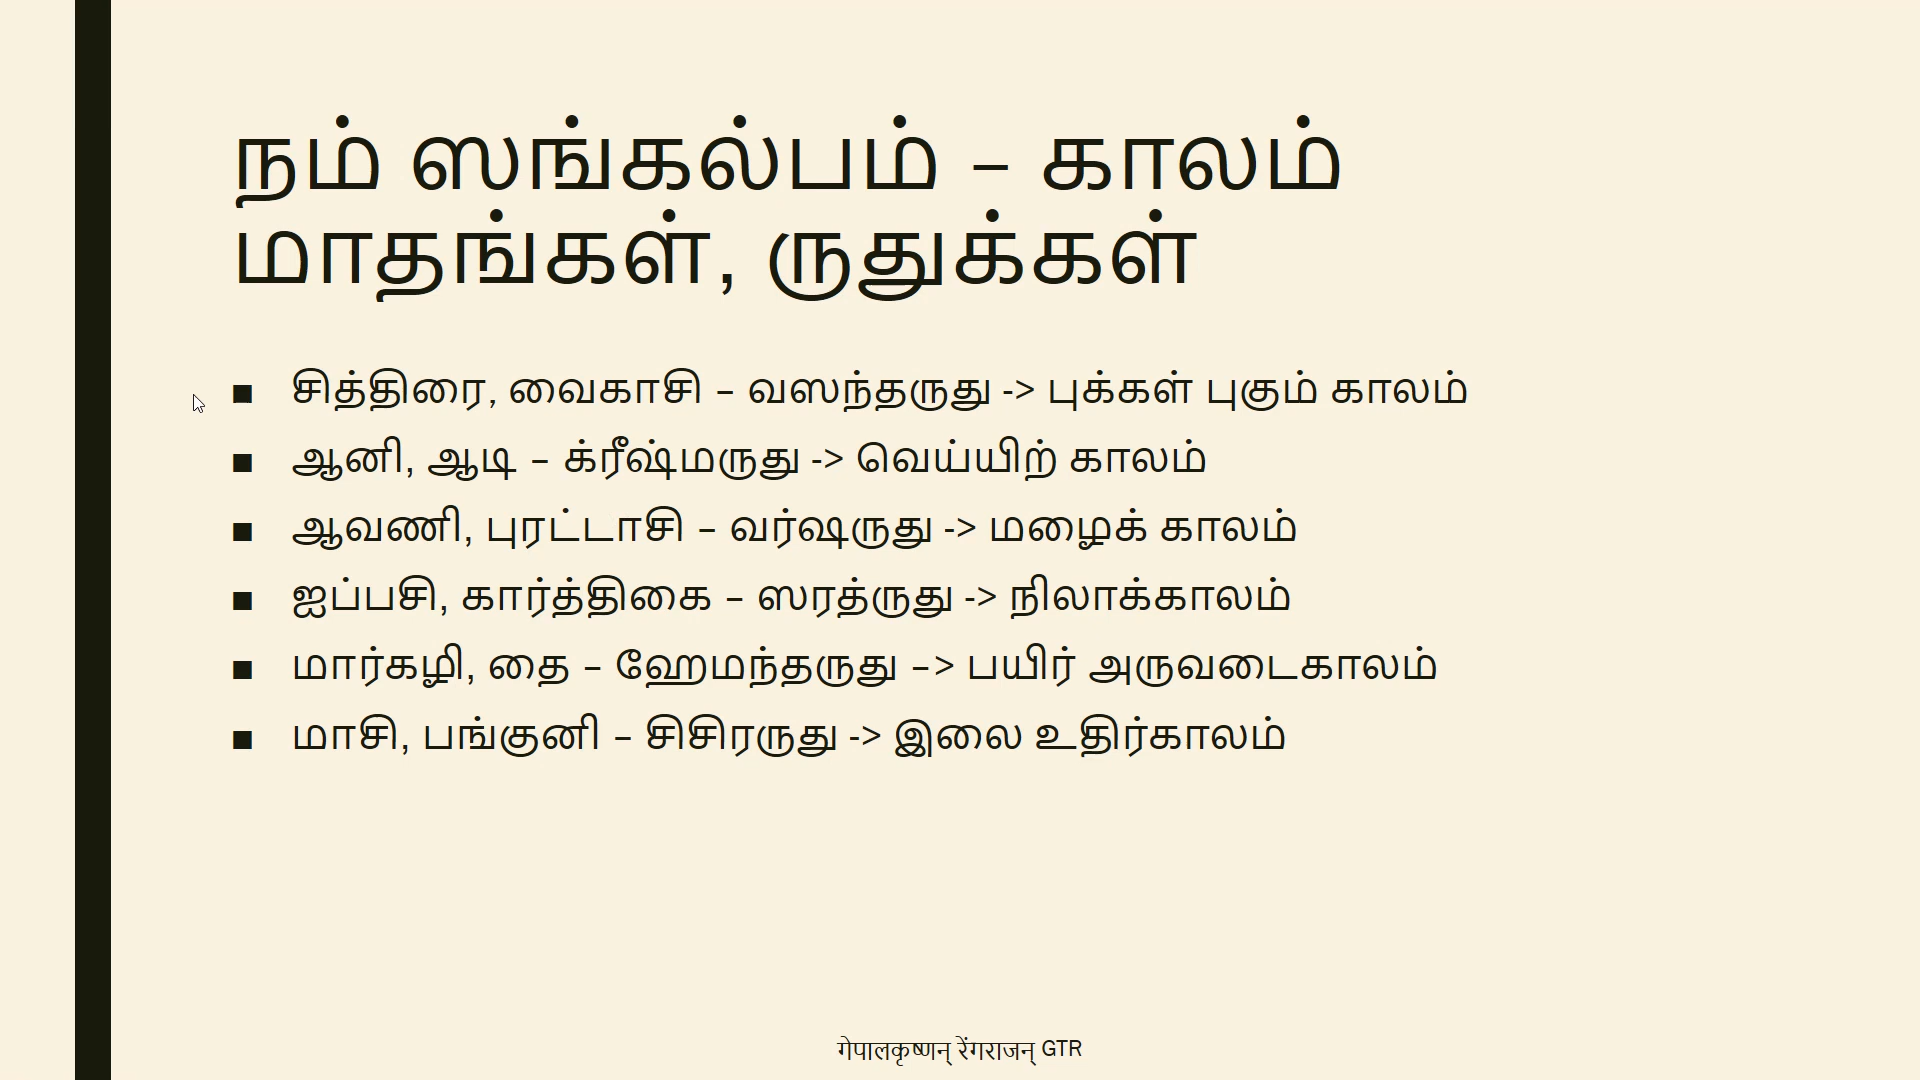 நம் ஸங்கல்பம் – காலம்
மாதங்கள், ருதுக்கள்
■ சித்திரை, வைகாசி – வஸந்தருது -> புக்கள் புகும் காலம்
■ ஆனி, ஆடி – க்ரீஷ்மருது -> வெய்யிற் காலம்
■ ஆவணி, புரட்டாசி – வர்ஷருது -> மழைக் காலம்
■ ஐப்பசி, கார்த்திகை – ஸரத்ருது -> நிலாக்காலம்
■ மார்கழி, தை – ஹேமந்தருது –> பயிர் அருவடைகாலம்
■ மாசி, பங்குனி – சிசிரருது -> இலை உதிர்காலம்
गेपालकृष्णन् रेंगराजन् GTR